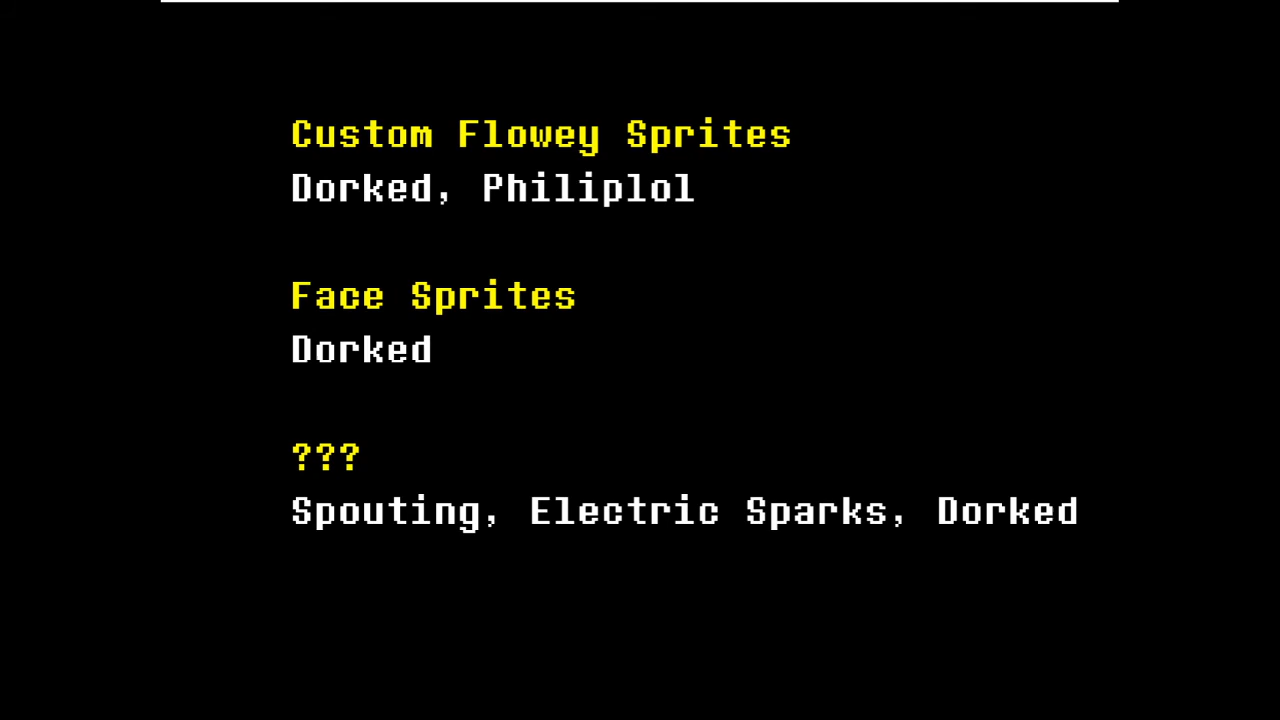 Custom Flowey Sprites
Dorked, Philiplol
Face Sprites
Dorked
???
Spouting, Electric Sparks, Dorked